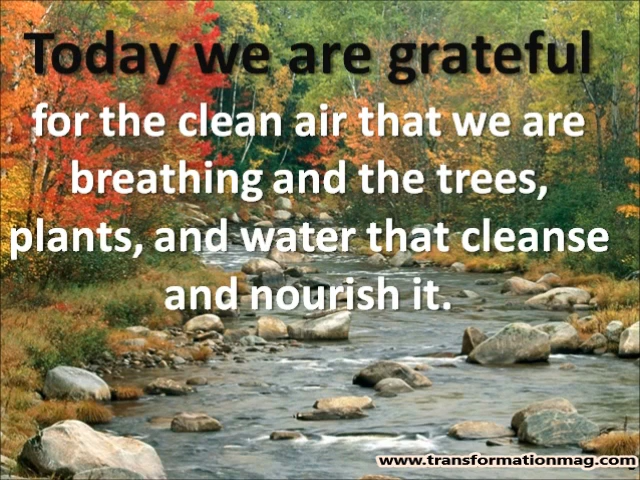 Today we are grateful
for the clean air that we are
breathing and the trees,
plants, and water that cleanse
and nourish it.
www.transformationmag.com